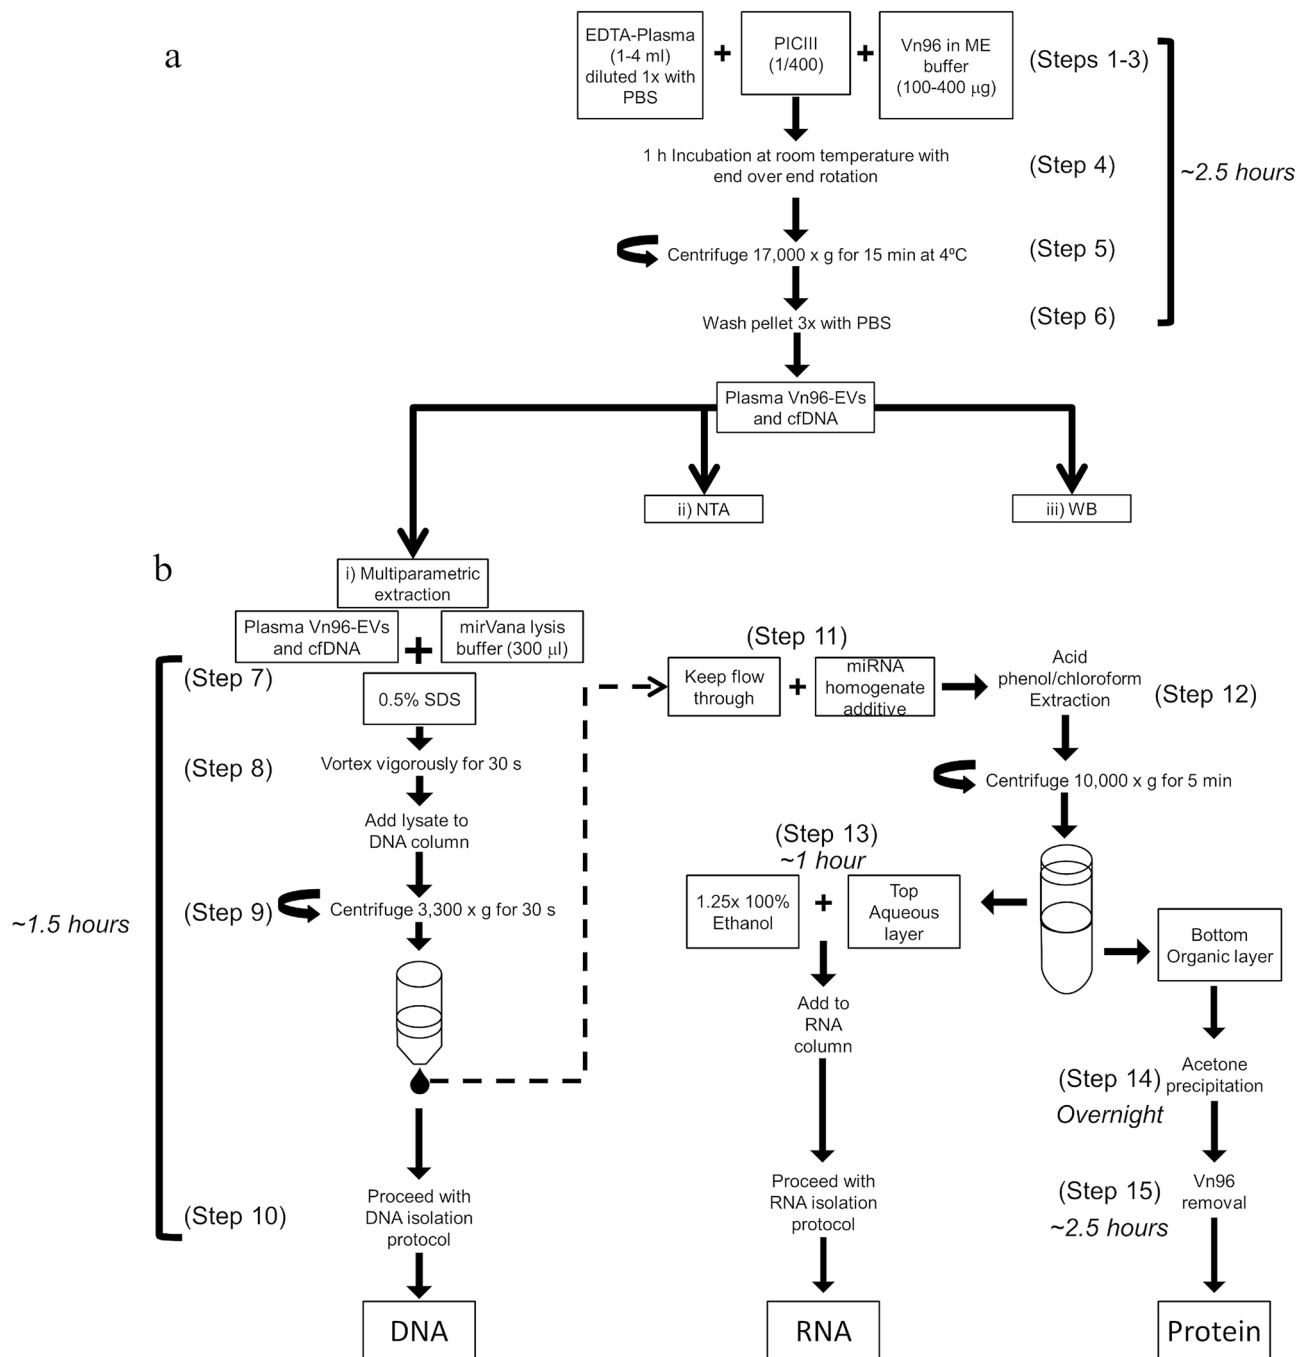 a
EDTA-Plasma
(1-4 ml)
diluted 1x with
PBS
+
PICIII
(1/400)
+
Vn96 in ME
buffer
(100-400 µg)
(Steps 1-3)
1 h Incubation at room temperature with
end over end rotation
(Step 4)
~2.5 hours
Centrifuge 17,000 x g for 15 min at 4ºC
(Step 5)
Wash pellet 3x with PBS
(Step 6)
Plasma Vn96-EVs
and cfDNA
ii) NTA
iii) WB
b
i) Multiparametric
extraction
Plasma Vn96-EVs
and cfDNA
+
mirVana lysis
buffer (300 µl)
(Step 7)
0.5% SDS
(Step 8)
Vortex vigorously for 30 s
Add lysate to
DNA column
~1.5 hours
(Step 9)
Centrifuge 3,300 x g for 30 s
(Step 10)
Proceed with
DNA isolation
protocol
DNA
(Step 11)
Keep flow
through
+
miRNA
homogenate
additive
Acid
phenol/chloroform
Extraction
(Step 12)
Centrifuge 10,000 x g for 5 min
(Step 13)
~1 hour
1.25x 100%
Ethanol
+
Top
Aqueous
layer
Add to
RNA
column
Proceed with
RNA isolation
protocol
RNA
Bottom
Organic layer
(Step 14)
Overnight
Acetone
precipitation
(Step 15)
~2.5 hours
Vn96
removal
Protein